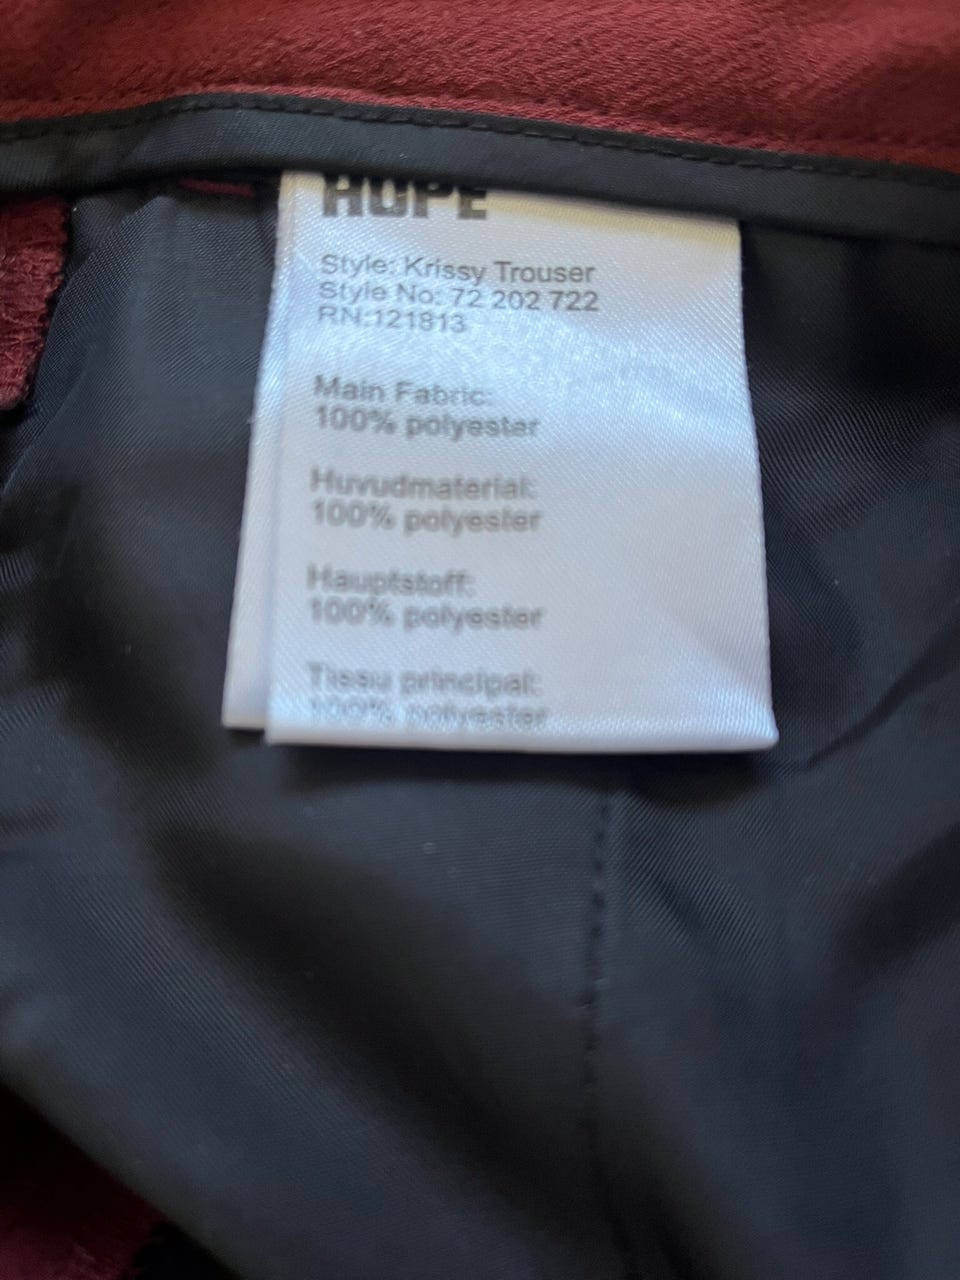 HOPE
Style: Krissy Trouser
Style No: 72 202 722
RN:121813
Main Fabric:
100% polyester
Huvudmaterial:
100% polyester
Hauptstoff:
100% polyester
Tissu principal:
100% polyester